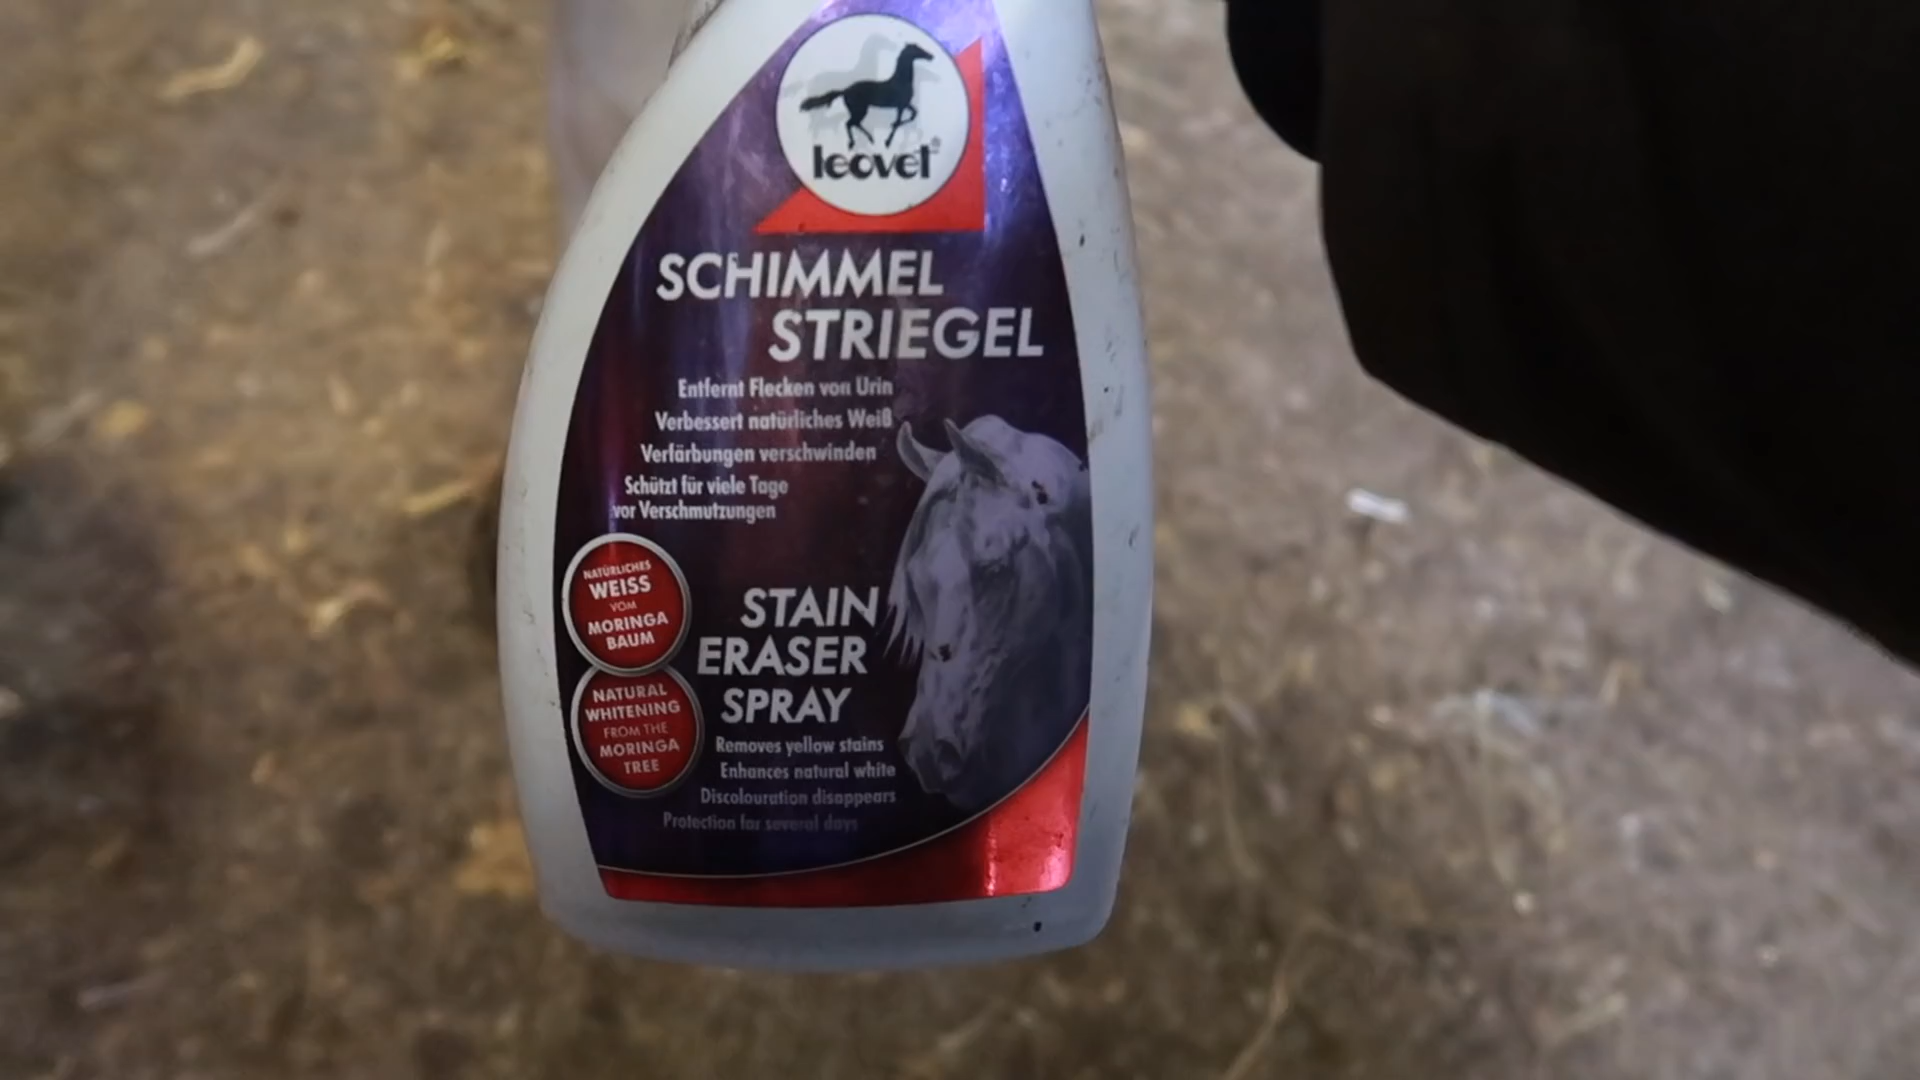 leovet®
SCHIMMEL
STRIEGEL
Entfernt Flecken von Urin
Verbessert natürliches Weiß
Verfärbungen verschwinden
Schützt für viele Tage
vor Verschmutzungen
NATÜRLICHES
WEISS
VOM
MORINGA
BAUM
NATURAL
WHITENING
FROM THE
MORINGA
TREE
STAIN
ERASER
SPRAY
Removes yellow stains
Enhances natural white
Discolouration disappears
Protection for several days